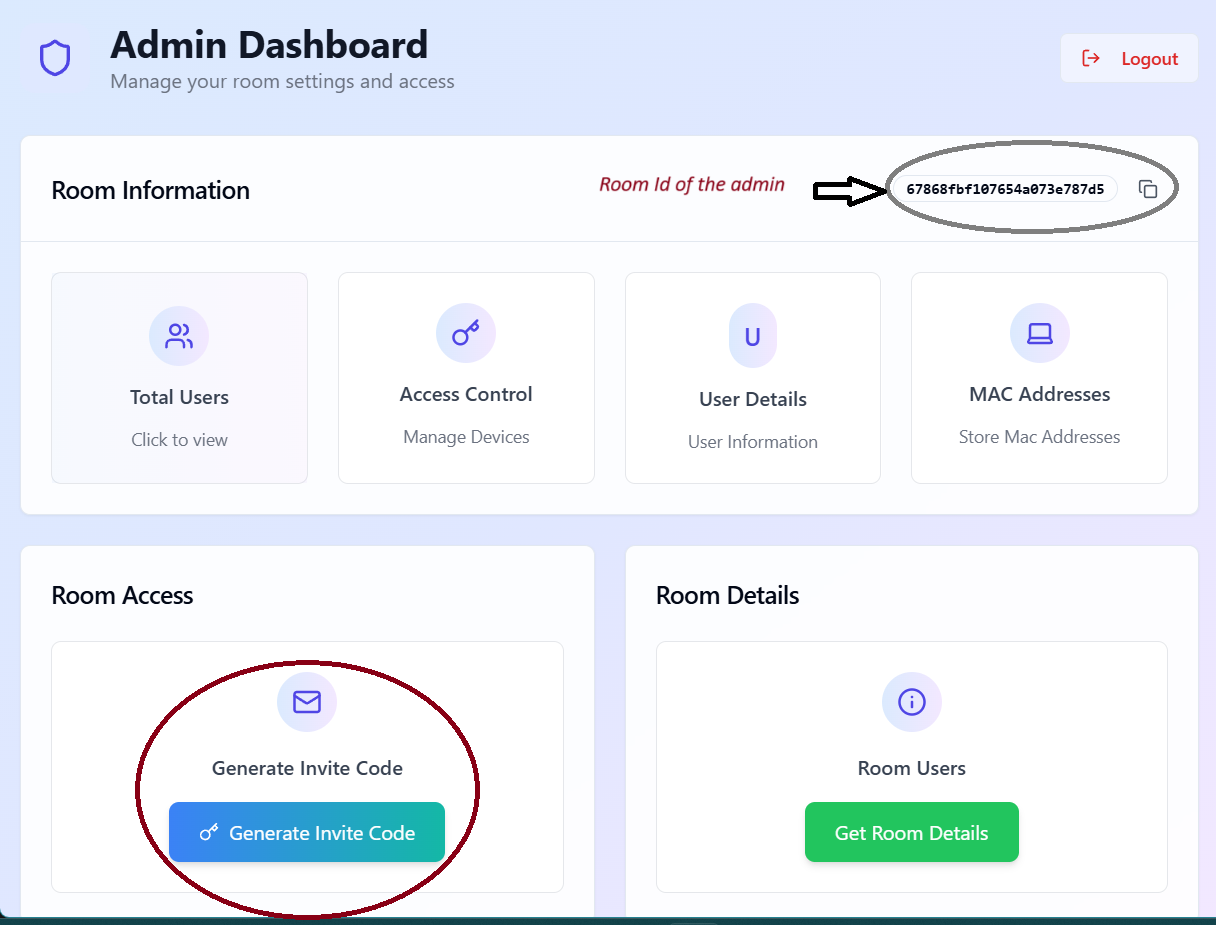 Admin Dashboard
Manage your room settings and access
Logout
Room Information
Room Id of the admin
67868fbf107654a073e787d5
U
Total Users
Access Control
User Details
MAC Addresses
Click to view
Manage Devices
User Information
Store Mac Addresses
Room Access
Room Details
Generate Invite Code
Room Users
Generate Invite Code
Get Room Details